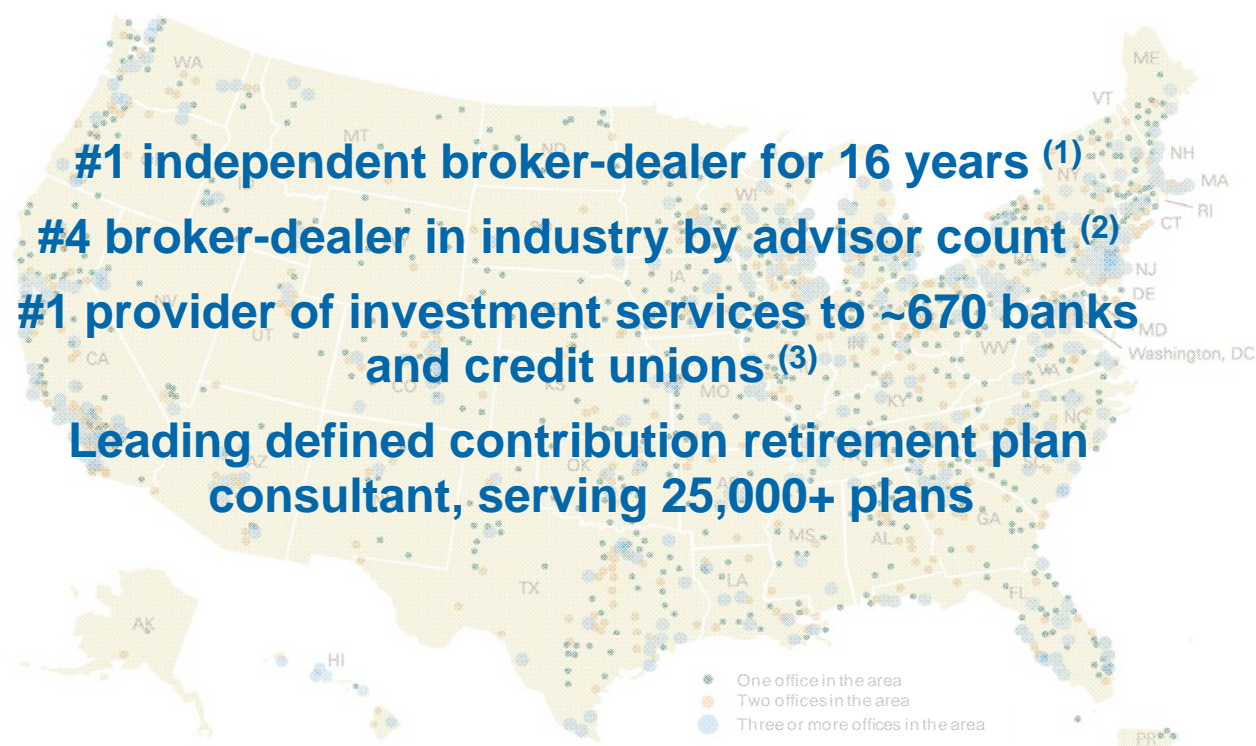 #1 independent broker-dealer for 16 years (1)
#4 broker-dealer in industry by advisor count (2)
#1 provider of investment services to ~670 banks
and credit unions (3)
Leading defined contribution retirement plan
consultant, serving 25,000+ plans
WA
ME
VT
MT
ND
NH
NY
MA
WI
RI
CT
IA
PA
NJ
DE
NV
UT
IN
MD
CA
WV
Washington, DC
CO
KS
MO
VA
KY
NC
AZ
OK
SC
GA
MS
AL
TX
LA
FL
AK
HI
One office in the area
Two offices in the area
Three or more offices in the area
PR